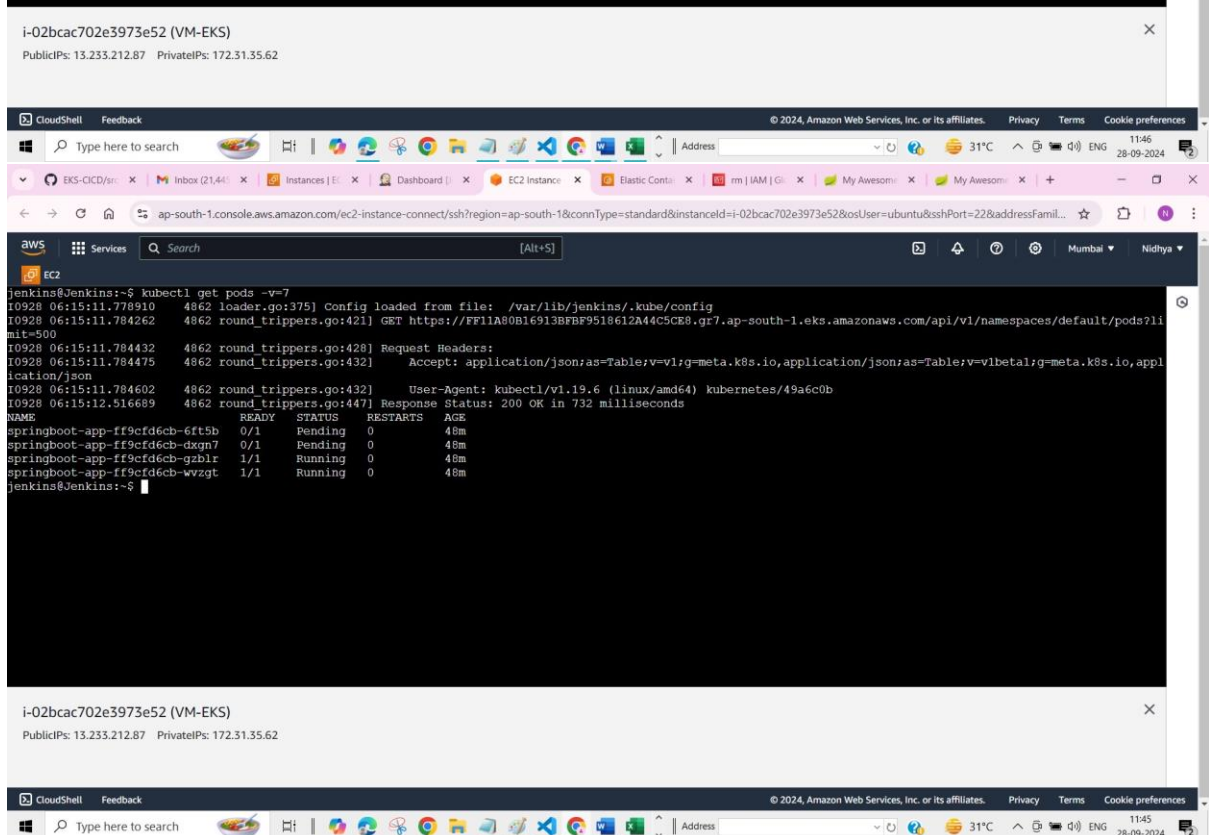 i-02bcac702e3973e52 (VM-EKS)
PublicIPs: 13.233.212.87 PrivateIPs: 172.31.35.62
CloudShell Feedback © 2024, Amazon Web Services, Inc. or its affiliates. Privacy Terms Cookie preferences
Type here to search Address 31°C ENG 11:46
28-09-2024
2
EKS-CICD/src Inbox (21,445 Instances | EC Dashboard [J EC2 Instance Elastic Contai rm | IAM | Gl My Awesome My Awesome
ap-south-1.console.aws.amazon.com/ec2-instance-connect/ssh?region=ap-south-1&connType=standard&instanceId=i-02bcac702e3973e52&osUser=ubuntu&sshPort=22&addressFamil... N
aws Services Search [Alt+S] Mumbai Nidhya
EC2
jenkins@Jenkins:~$ kubectl get pods -v=7
I0928 06:15:11.778910 4862 loader.go:375] Config loaded from file: /var/lib/jenkins/.kube/config
I0928 06:15:11.784262 4862 round_trippers.go:421] GET https://FF11A80B16913BFBF9518612A44C5CE8.gr7.ap-south-1.eks.amazonaws.com/api/v1/namespaces/default/pods?li
mit=500
I0928 06:15:11.784432 4862 round_trippers.go:428] Request Headers:
I0928 06:15:11.784475 4862 round_trippers.go:432] Accept: application/json;as=Table;v=v1;g=meta.k8s.io,application/json;as=Table;v=v1beta1;g=meta.k8s.io,appl
ication/json
I0928 06:15:11.784602 4862 round_trippers.go:432] User-Agent: kubectl/v1.19.6 (linux/amd64) kubernetes/49a6c0b
I0928 06:15:12.516689 4862 round_trippers.go:447] Response Status: 200 OK in 732 milliseconds
NAME READY STATUS RESTARTS AGE
springboot-app-ff9cfd6cb-6ft5b 0/1 Pending 0 48m
springboot-app-ff9cfd6cb-dxgn7 0/1 Pending 0 48m
springboot-app-ff9cfd6cb-gzblr 1/1 Running 0 48m
springboot-app-ff9cfd6cb-wvzgt 1/1 Running 0 48m
jenkins@Jenkins:~$
i-02bcac702e3973e52 (VM-EKS)
PublicIPs: 13.233.212.87 PrivateIPs: 172.31.35.62
CloudShell Feedback © 2024, Amazon Web Services, Inc. or its affiliates. Privacy Terms Cookie preferences
Type here to search Address 31°C ENG 11:45
28-09-2024
2